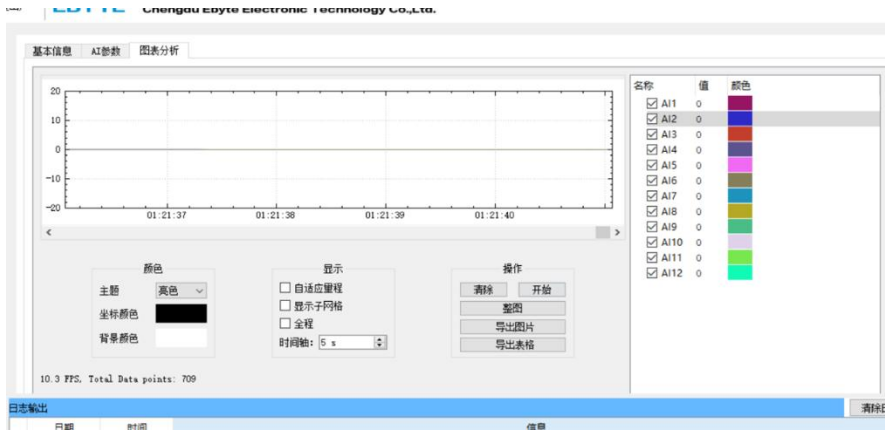 EBYTE Chengdu Ebyte Electronic Technology Co.,Ltd.
基本信息 AI参数 图表分析
20
10
0
-10
-20
01:21:37 01:21:38 01:21:39 01:21:40
名称 值 颜色
AI1 0
AI2 0
AI3 0
AI4 0
AI5 0
AI6 0
AI7 0
AI8 0
AI9 0
AI10 0
AI11 0
AI12 0
颜色
主题 亮色
坐标颜色
背景颜色
显示
自适应量程
显示子网格
全程
时间轴: 5 s
操作
清除 开始
整图
导出图片
导出表格
10.3 FPS, Total Data points: 709
日志输出 清除
日期 时间 信息